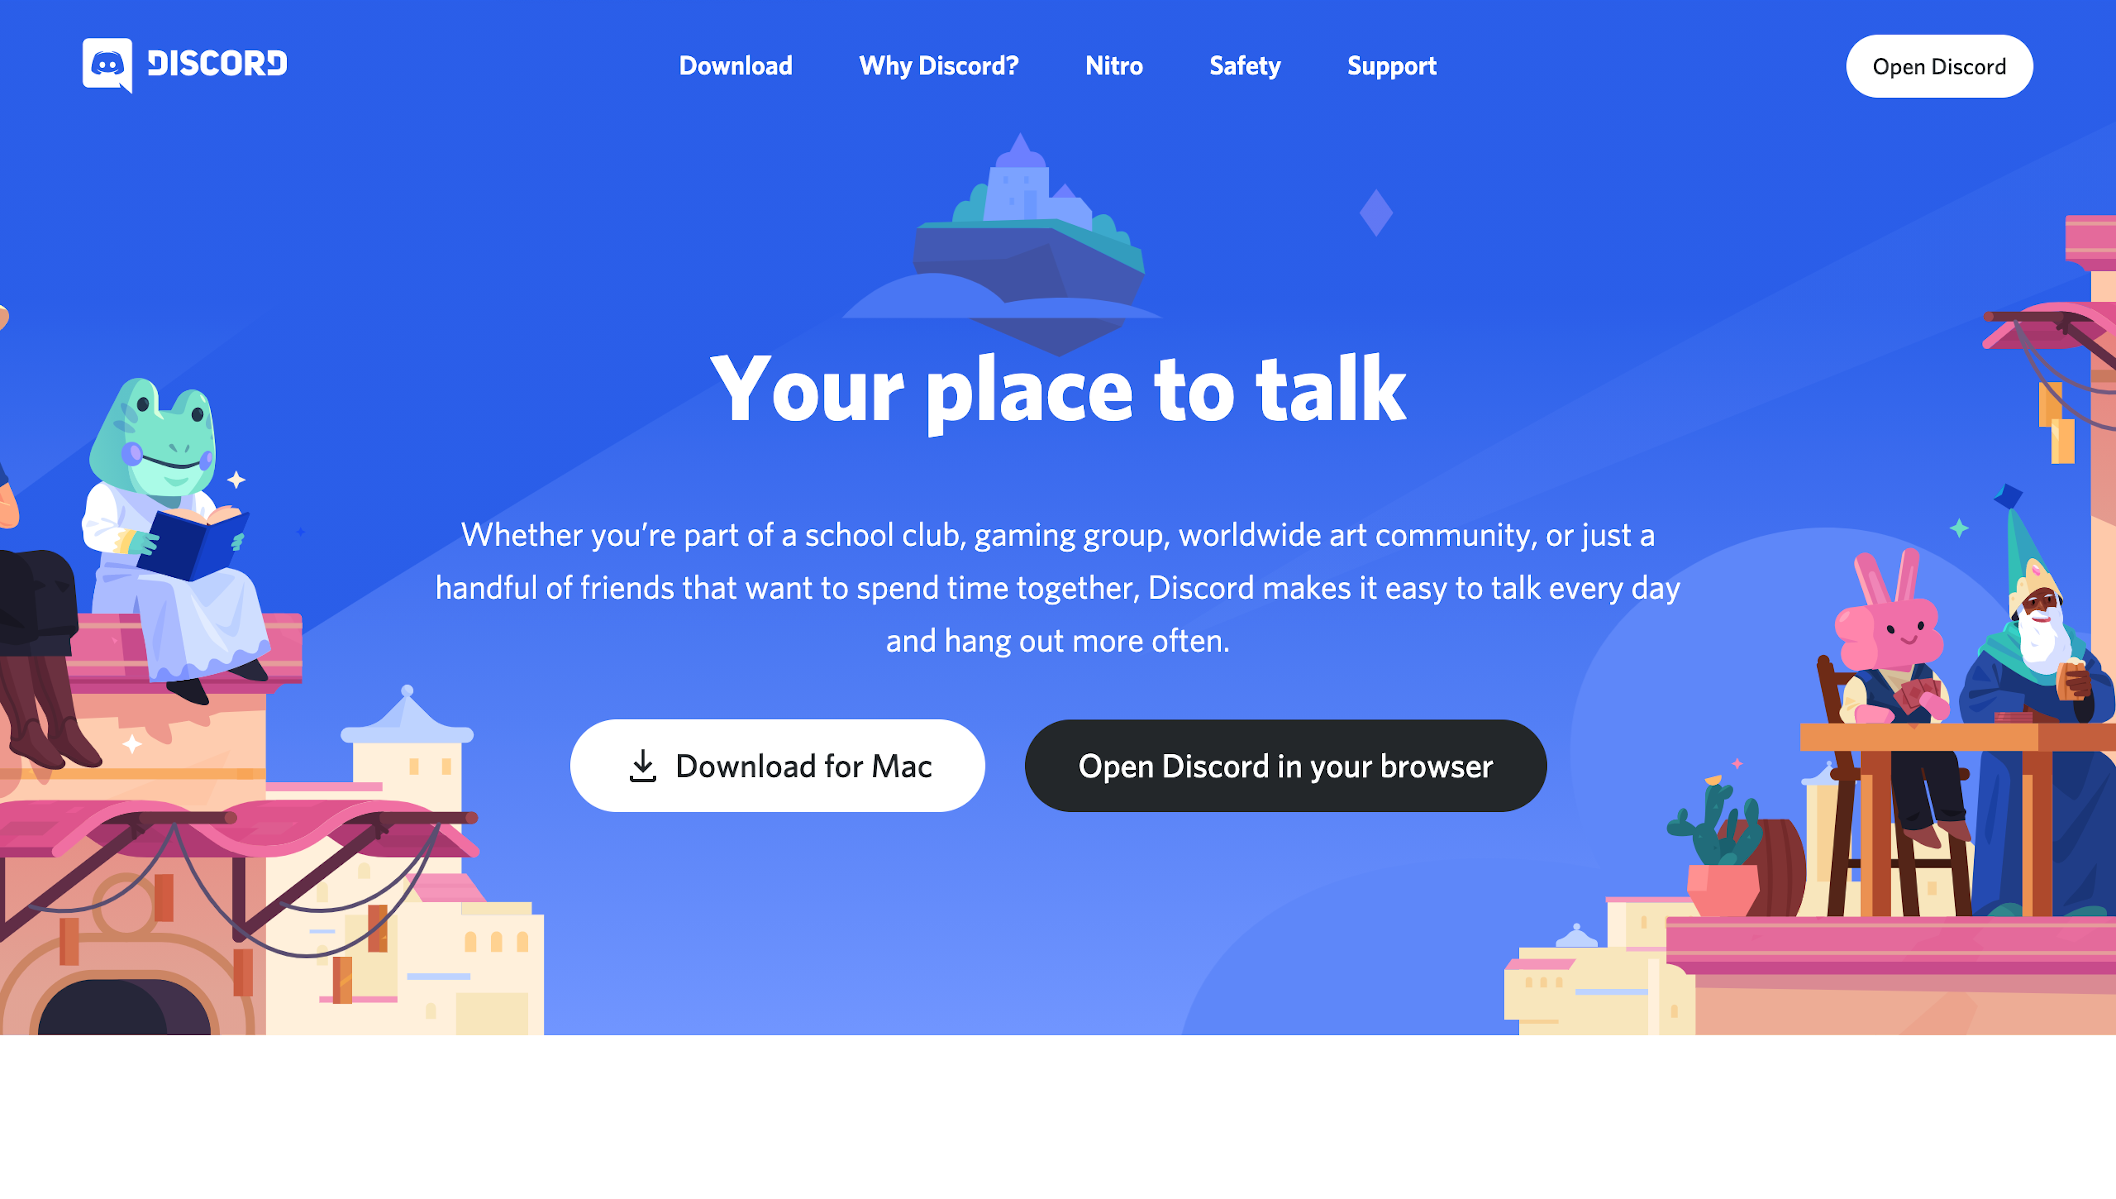 DISCORD
Download
Why Discord?
Nitro
Safety
Support
Open Discord
Your place to talk
Whether you’re part of a school club, gaming group, worldwide art community, or just a
handful of friends that want to spend time together, Discord makes it easy to talk every day
and hang out more often.
Download for Mac
Open Discord in your browser